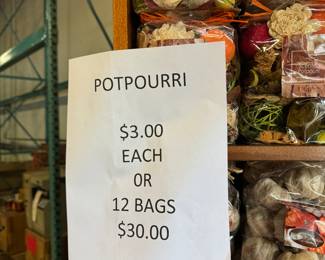 POTPOURRI
$3.00
EACH
OR
12 BAGS
$30.00